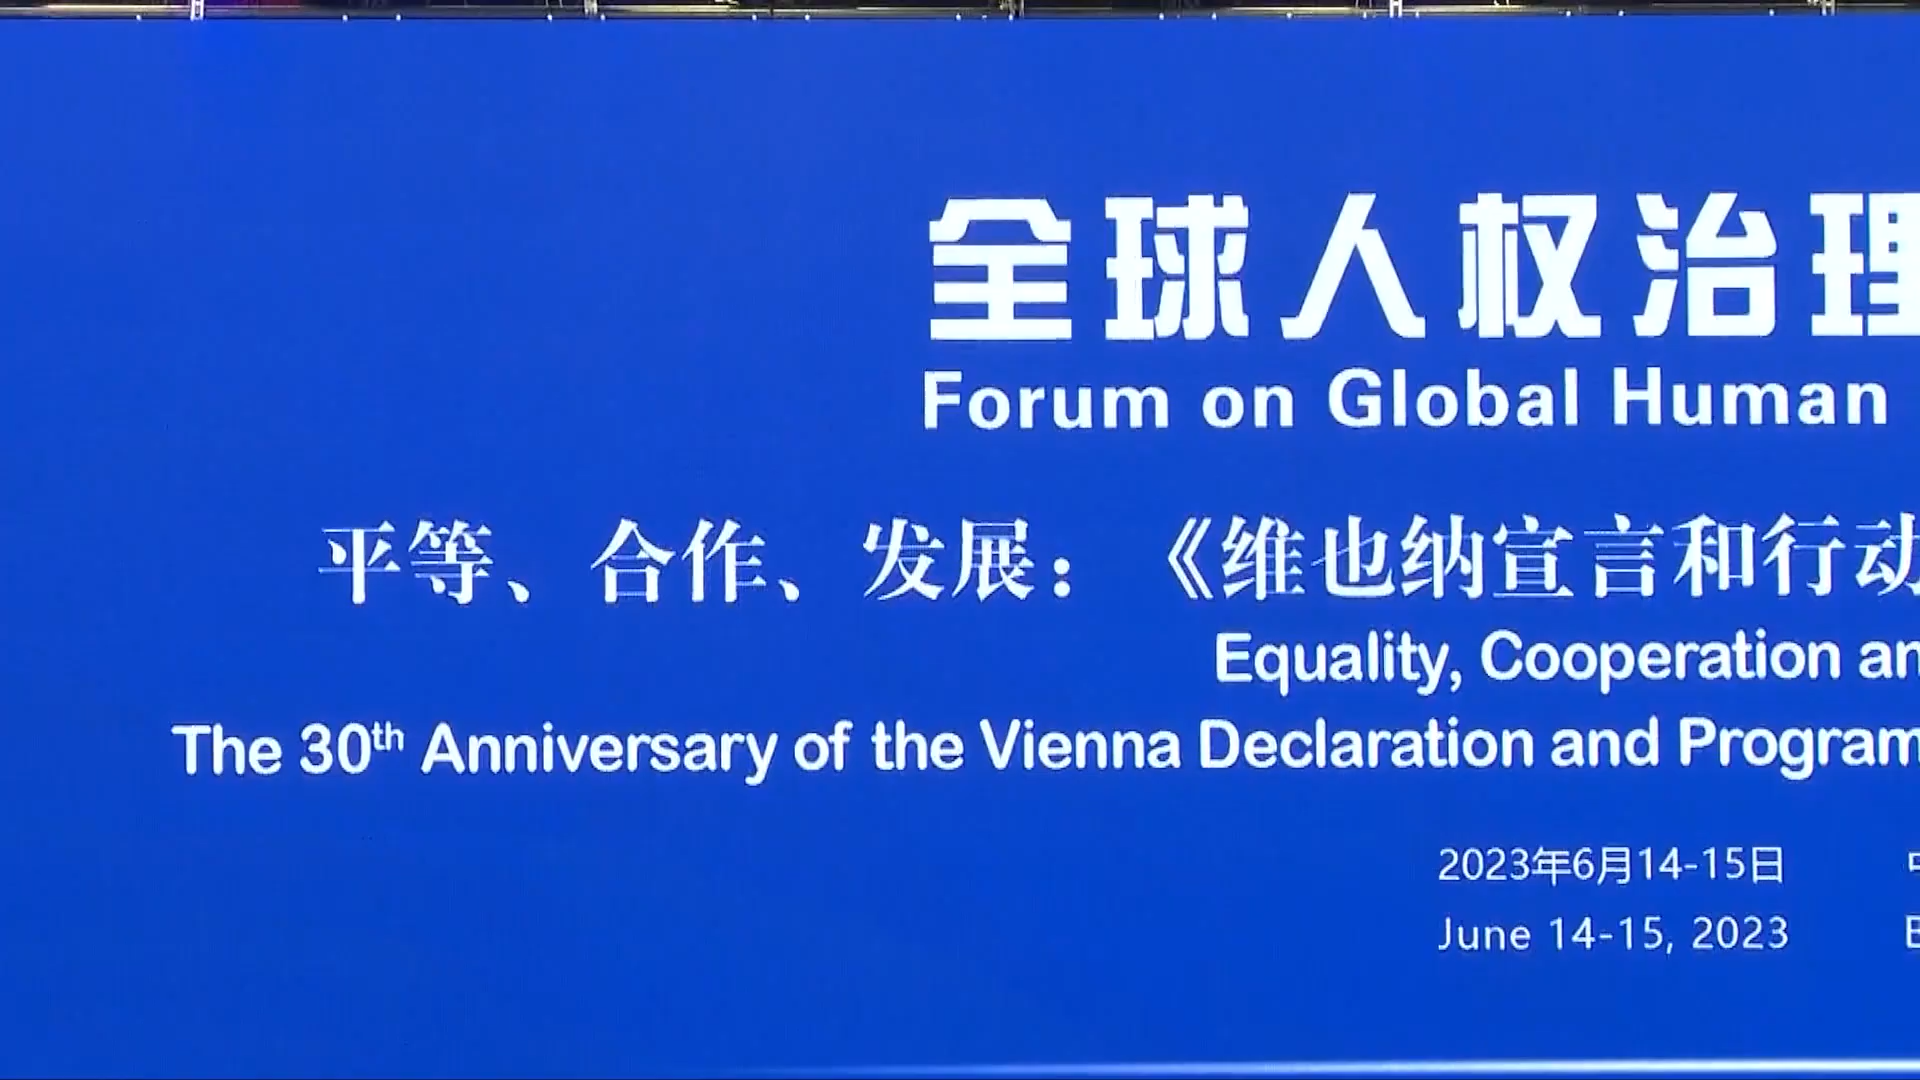 全球人权治理
Forum on Global Human
平等、合作、发展：《维也纳宣言和行动
Equality, Cooperation an
The 30th Anniversary of the Vienna Declaration and Program
2023年6月14-15日
June 14-15, 2023